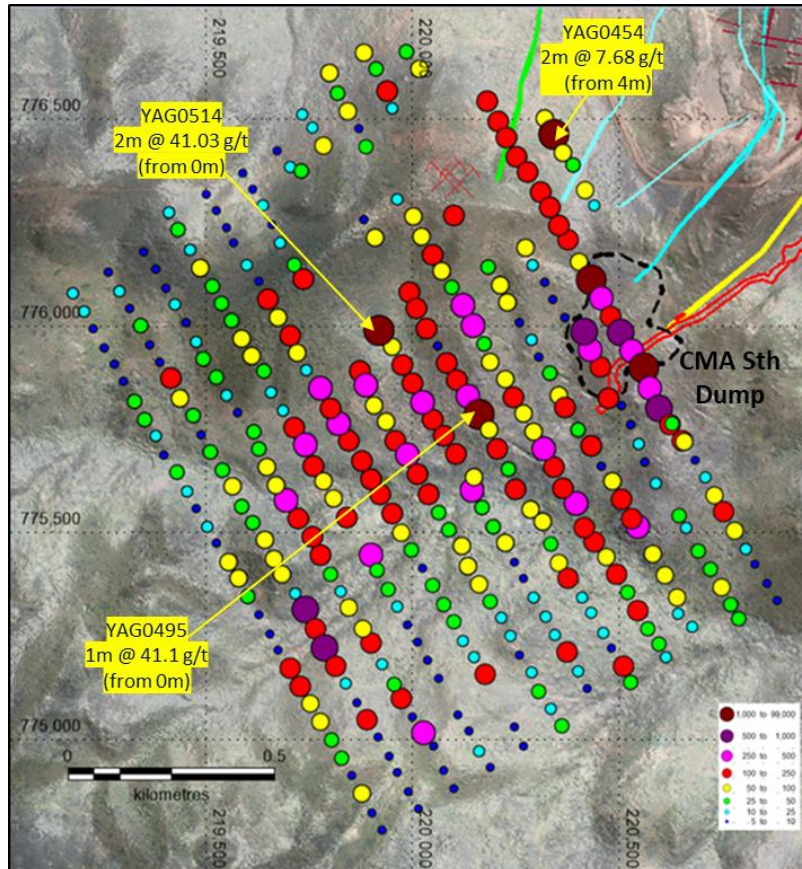 219,500
220,000
YAG0454
2m @ 7.68 g/t
(from 4m)
776,500
YAG0514
2m @ 41.03 g/t
(from 0m)
776,000
CMA Sth
Dump
775,500
YAG0495
1m @ 41.1 g/t
(from 0m)
775,000
0
0.5
kilometres
219,500
220,000
220,500
1,000 to 99,000
500 to 1,000
250 to 500
100 to 250
50 to 100
25 to 50
10 to 25
5 to 10